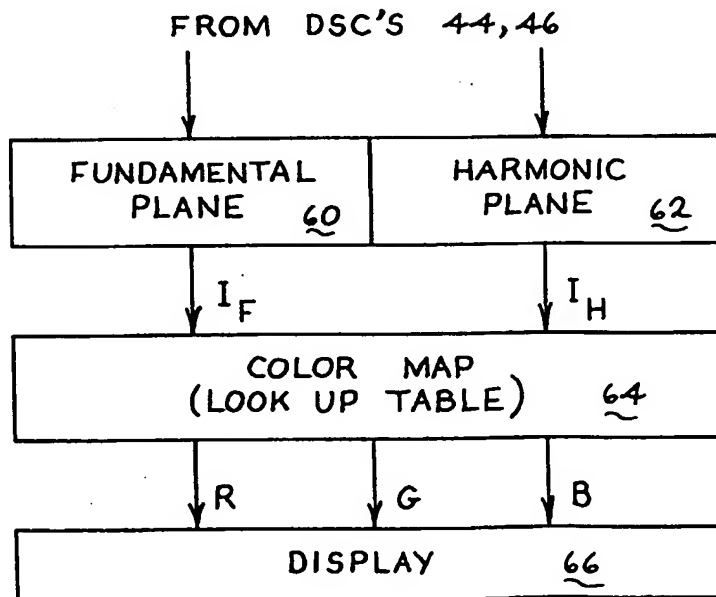 FROM DSC'S 44,46
FUNDAMENTAL PLANE 60
HARMONIC PLANE 62
I_F
I_H
COLOR MAP
(LOOK UP TABLE) 64
R G B
DISPLAY 66